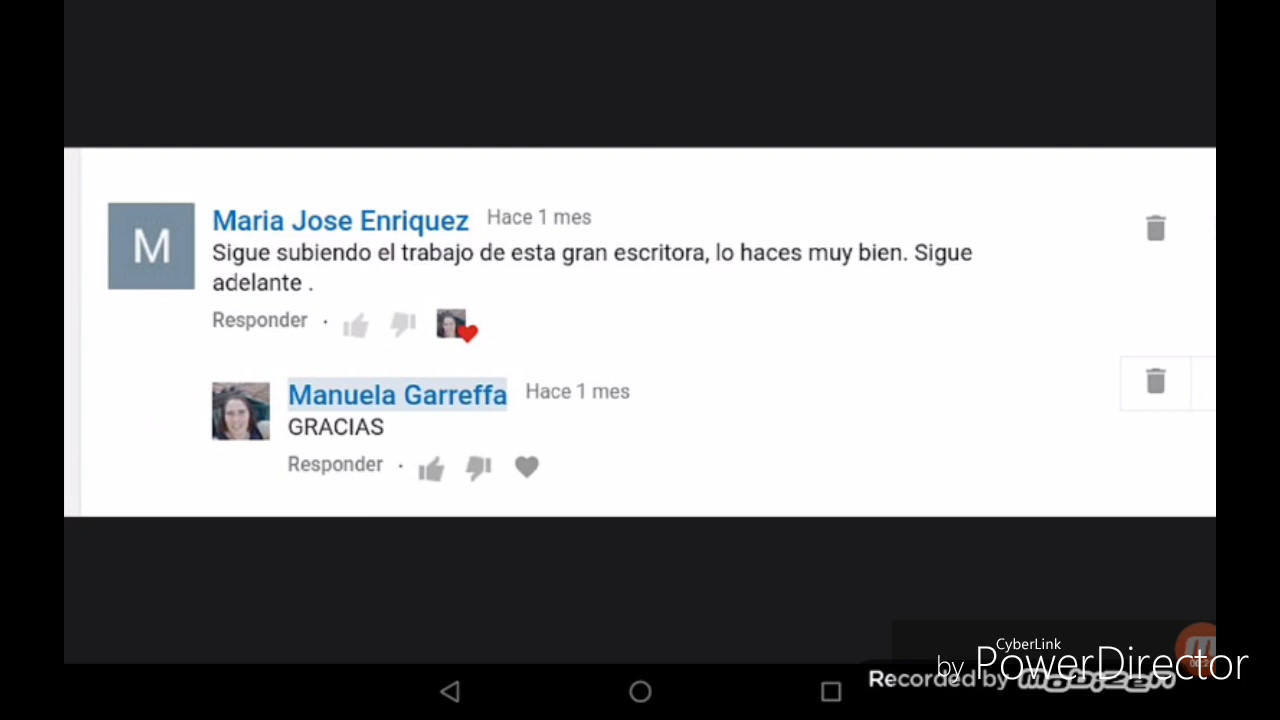 M
Maria Jose Enriquez Hace 1 mes
Sigue subiendo el trabajo de esta gran escritora, lo haces muy bien. Sigue
adelante .
Responder ·
Manuela Garreffa Hace 1 mes
GRACIAS
Responder ·
CyberLink
by PowerDirector
Recorded by MOBIZEN